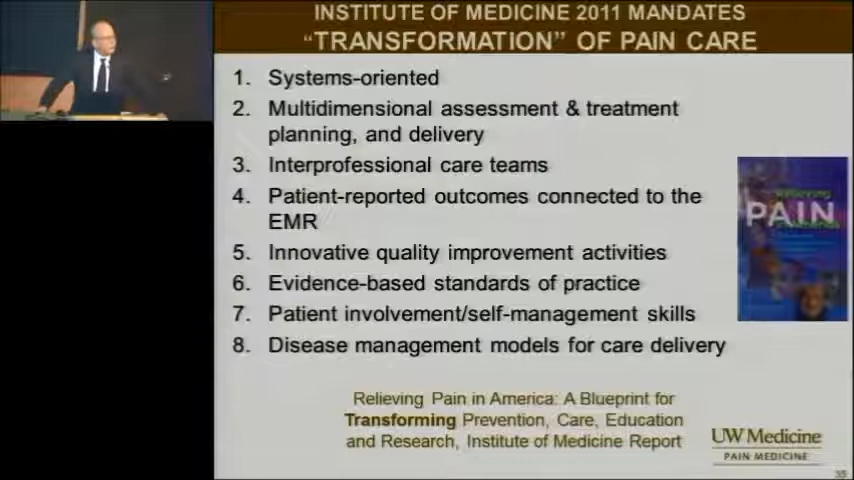 INSTITUTE OF MEDICINE 2011 MANDATES
“TRANSFORMATION” OF PAIN CARE
1. Systems-oriented
2. Multidimensional assessment & treatment
planning, and delivery
3. Interprofessional care teams
4. Patient-reported outcomes connected to the
EMR
5. Innovative quality improvement activities
6. Evidence-based standards of practice
7. Patient involvement/self-management skills
8. Disease management models for care delivery
Relieving
PAIN
Relieving Pain in America: A Blueprint for
Transforming Prevention, Care, Education
and Research, Institute of Medicine Report
UW Medicine
PAIN MEDICINE